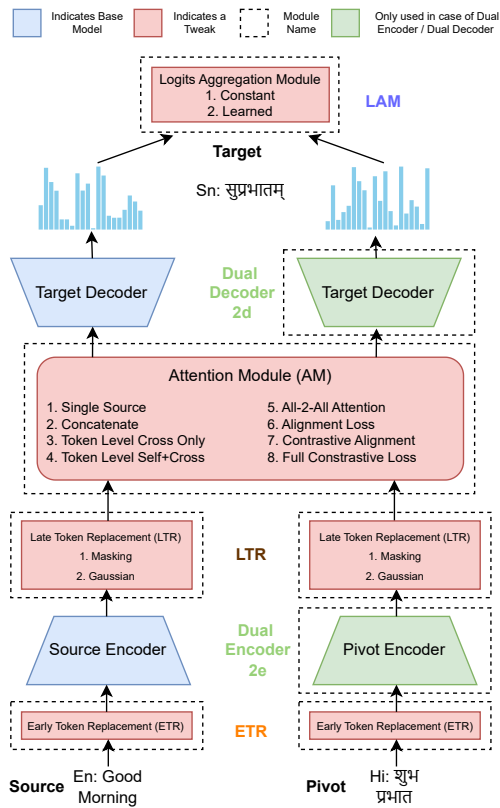 Indicates Base
Model
Indicates a
Tweak
Module
Name
Only used in case of Dual
Encoder / Dual Decoder
Logits Aggregation Module
1. Constant
2. Learned
LAM
Target
Sn: सुप्रभातम्
Target Decoder
Dual
Decoder
2d
Target Decoder
Attention Module (AM)
1. Single Source
2. Concatenate
3. Token Level Cross Only
4. Token Level Self+Cross
5. All-2-All Attention
6. Alignment Loss
7. Contrastive Alignment
8. Full Constrastive Loss
Late Token Replacement (LTR)
1. Masking
2. Gaussian
LTR
Late Token Replacement (LTR)
1. Masking
2. Gaussian
Source Encoder
Dual
Encoder
2e
Pivot Encoder
Early Token Replacement (ETR)
ETR
Early Token Replacement (ETR)
Source
En: Good
Morning
Pivot
Hi: शुभ
प्रभात